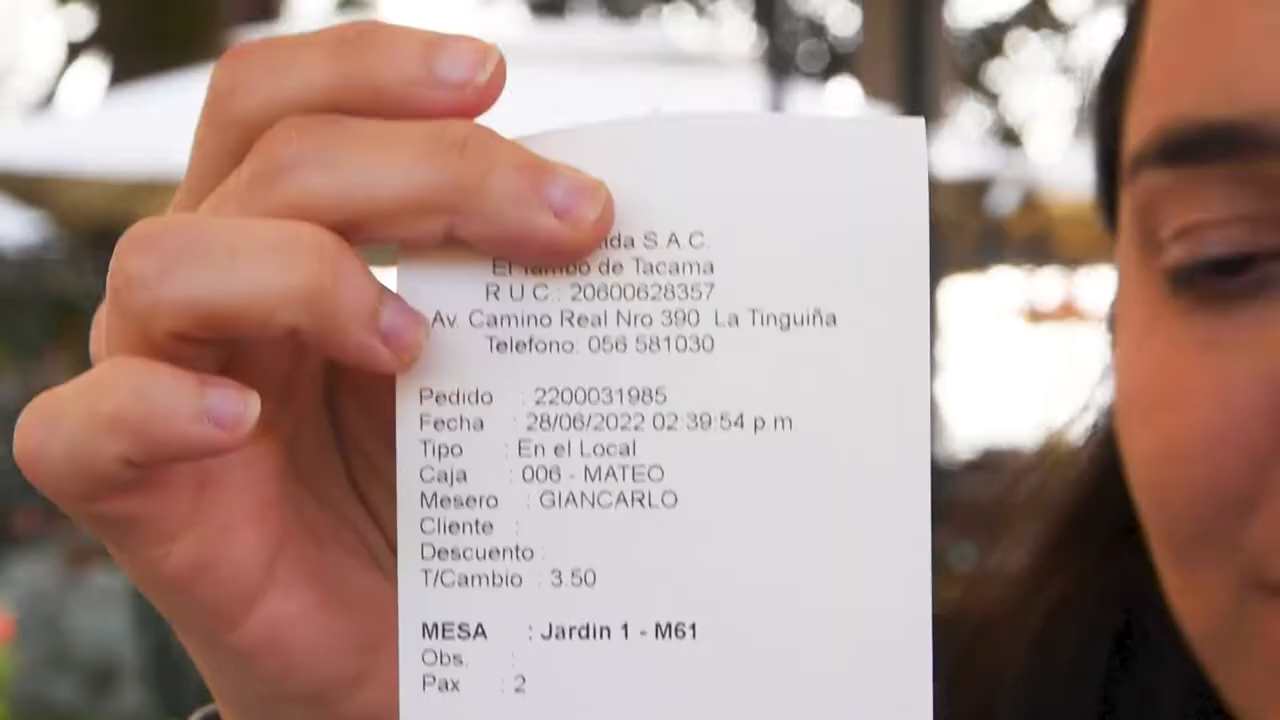 S.A.C.
El Tambo de Tacama
R U C : 20600628357
Av. Camino Real Nro 390 La Tinguiña
Telefono: 056 581030
Pedido : 2200031985
Fecha : 28/06/2022 02:39:54 p m
Tipo : En el Local
Caja : 006 - MATEO
Mesero : GIANCARLO
Cliente :
Descuento :
T/Cambio : 3.50
MESA : Jardin 1 - M61
Obs. :
Pax : 2